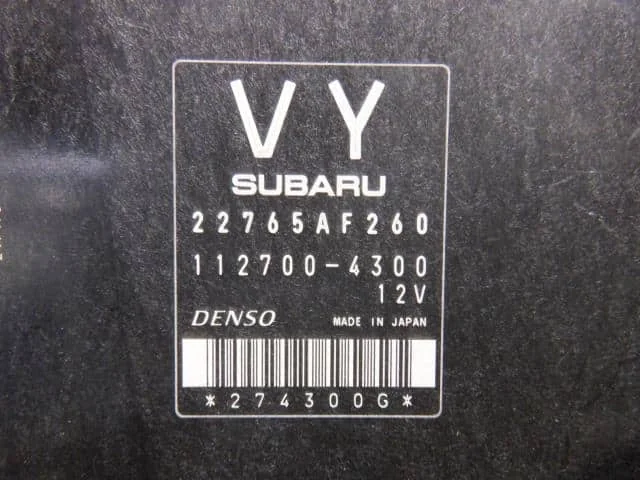 VY
SUBARU
22765AF260
112700-4300
12V
DENSO MADE IN JAPAN
*274300G*